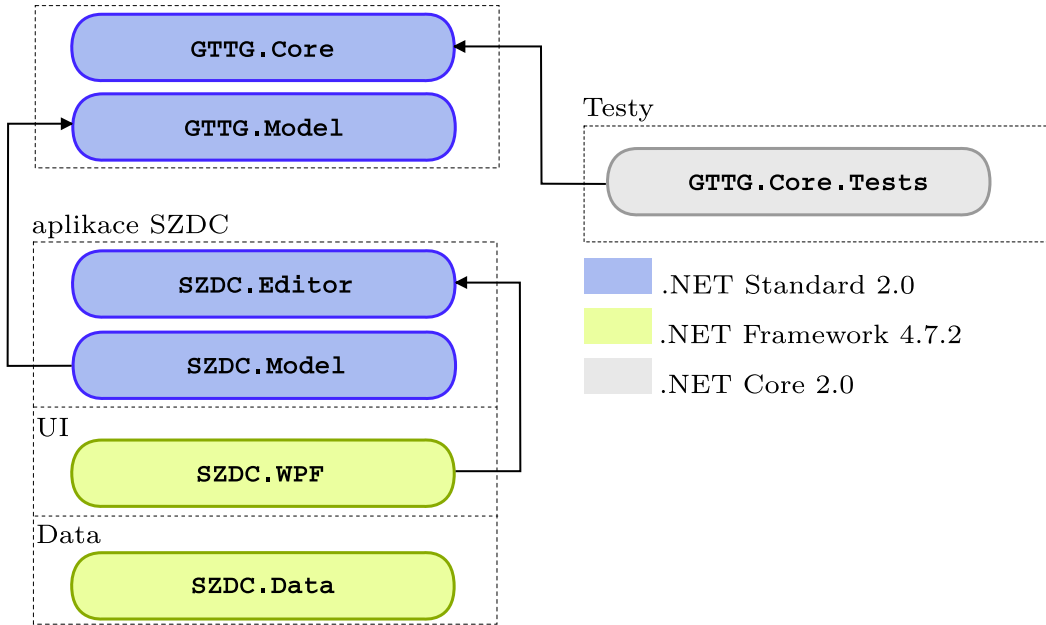 GTTG.Core
GTTG.Model
Testy
GTTG.Core.Tests
aplikace SZDC
SZDC.Editor
SZDC.Model
UI
SZDC.WPF
Data
SZDC.Data
.NET Standard 2.0
.NET Framework 4.7.2
.NET Core 2.0